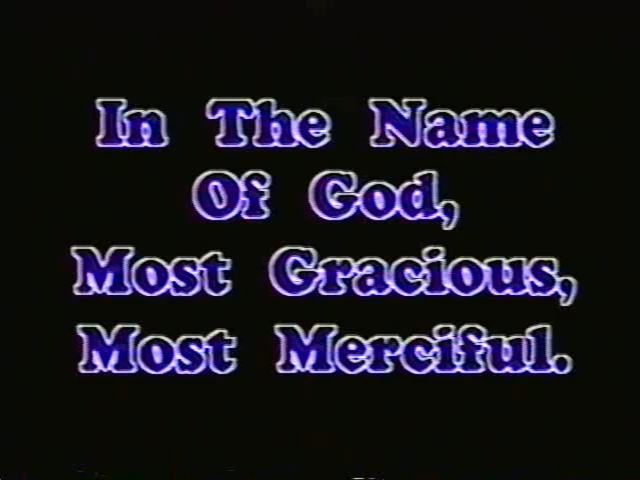 In The Name
Of God,
Most Gracious,
Most Merciful.